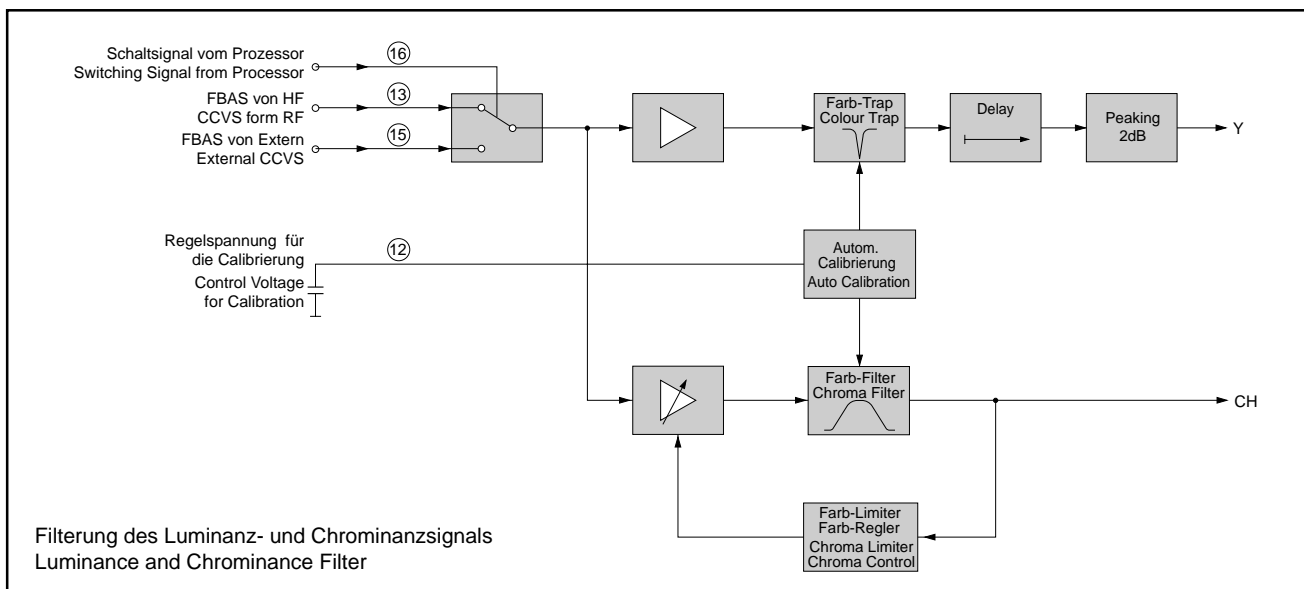 Schaltsignal vom Prozessor
Switching Signal from Processor
16
FBAS von HF
CCVS form RF
13
FBAS von Extern
External CCVS
15
Farb-Trap
Colour Trap
Delay
Peaking
2dB
Y
Regelspannung für
die Calibrierung
Control Voltage
for Calibration
12
Autom.
Calibrierung
Auto Calibration
Farb-Filter
Chroma Filter
CH
Farb-Limiter
Farb-Regler
Chroma Limiter
Chroma Control
Filterung des Luminanz- und Chrominanzsignals
Luminance and Chrominance Filter